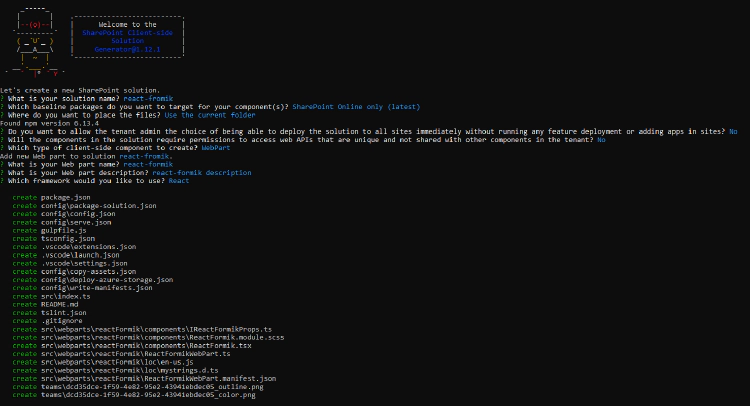 Welcome to the
SharePoint Client-side
Solution
Generator@1.12.1
Let's create a new SharePoint solution.
? What is your solution name? react-fromik
? Which baseline packages do you want to target for your component(s)? SharePoint Online only (latest)
? Where do you want to place the files? Use the current folder
Found npm version 6.13.4
? Do you want to allow the tenant admin the choice of being able to deploy the solution to all sites immediately without running any feature deployment or adding apps in sites? No
? Will the components in the solution require permissions to access web APIs that are unique and not shared with other components in the tenant? No
? Which type of client-side component to create? WebPart
Add new Web part to solution react-fromik.
? What is your Web part name? react-formik
? What is your Web part description? react-formik description
? Which framework would you like to use? React
create package.json
create config\package-solution.json
create config\config.json
create config\serve.json
create gulpfile.js
create tsconfig.json
create .vscode\extensions.json
create .vscode\launch.json
create .vscode\settings.json
create config\copy-assets.json
create config\deploy-azure-storage.json
create config\write-manifests.json
create src\index.ts
create README.md
create tslint.json
create .gitignore
create src\webparts\reactFormik\components\IReactFormikProps.ts
create src\webparts\reactFormik\components\ReactFormik.module.scss
create src\webparts\reactFormik\components\ReactFormik.tsx
create src\webparts\reactFormik\ReactFormikWebPart.ts
create src\webparts\reactFormik\loc\en-us.js
create src\webparts\reactFormik\loc\mystrings.d.ts
create src\webparts\reactFormik\ReactFormikWebPart.manifest.json
create teams\dcd35dce-1f59-4e82-95e2-43941ebdec05_outline.png
create teams\dcd35dce-1f59-4e82-95e2-43941ebdec05_color.png